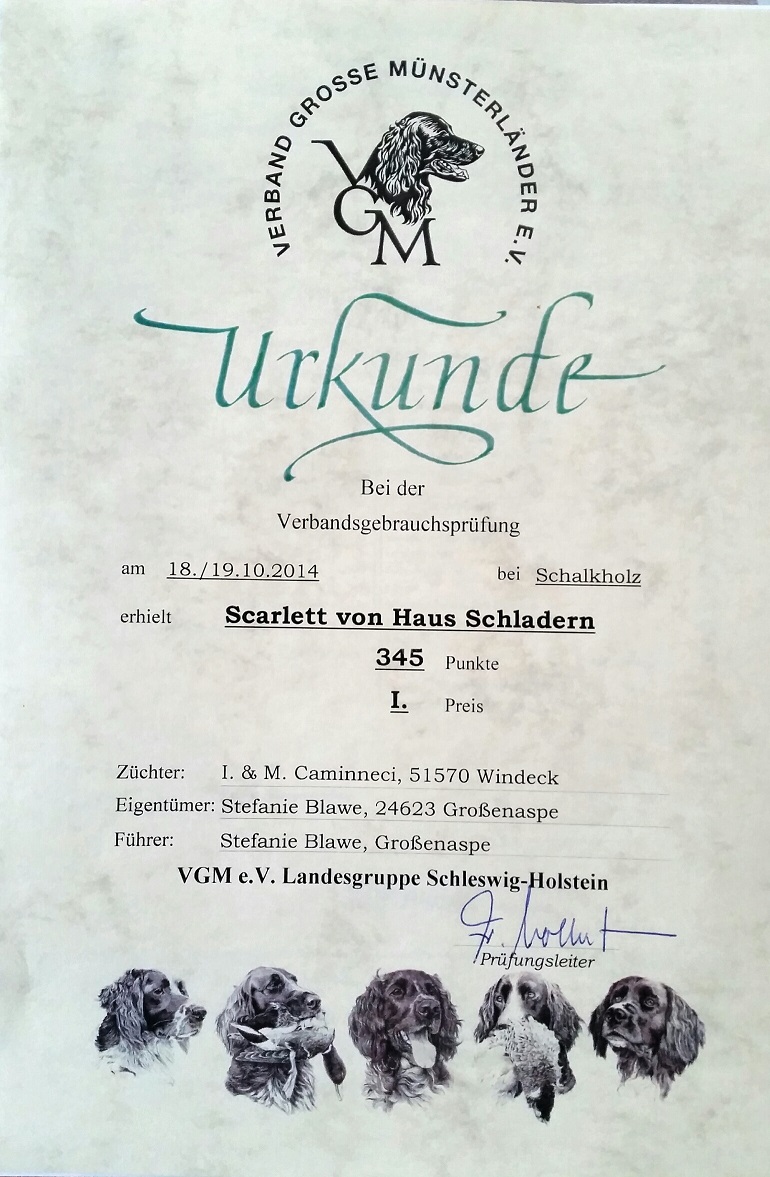 VERBAND GROSSE MÜNSTERLÄNDER E.V.
VGM
Urkunde
Bei der
Verbandsgebrauchsprüfung
am 18./19.10.2014 bei Schalkholz
erhielt Scarlett von Haus Schladern
345 Punkte
I. Preis
Züchter: I. & M. Caminneci, 51570 Windeck
Eigentümer: Stefanie Blawe, 24623 Großenaspe
Führer: Stefanie Blawe, Großenaspe
VGM e.V. Landesgruppe Schleswig-Holstein
Prüfungsleiter